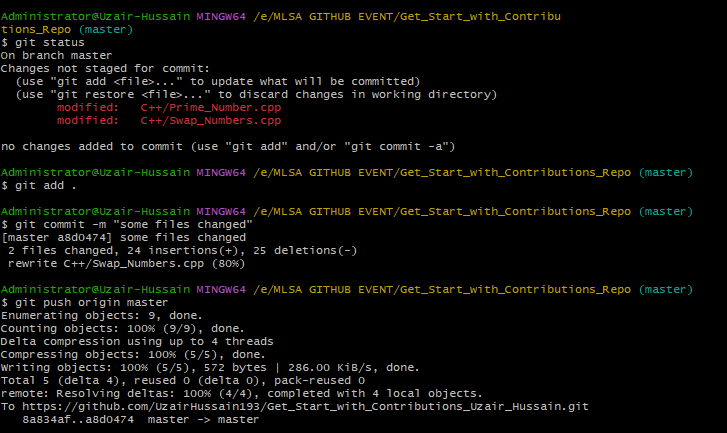 Administrator@Uzair-Hussain MINGW64 /e/MLSA GITHUB EVENT/Get_Start_with_Contribu
tions_Repo (master)
$ git status
On branch master
Changes not staged for commit:
  (use "git add <file>..." to update what will be committed)
  (use "git restore <file>..." to discard changes in working directory)
        modified:   C++/Prime_Number.cpp
        modified:   C++/Swap_Numbers.cpp

no changes added to commit (use "git add" and/or "git commit -a")

Administrator@Uzair-Hussain MINGW64 /e/MLSA GITHUB EVENT/Get_Start_with_Contributions_Repo (master)
$ git add .

Administrator@Uzair-Hussain MINGW64 /e/MLSA GITHUB EVENT/Get_Start_with_Contributions_Repo (master)
$ git commit -m "some files changed"
[master a8d0474] some files changed
 2 files changed, 24 insertions(+), 25 deletions(-)
 rewrite C++/Swap_Numbers.cpp (80%)

Administrator@Uzair-Hussain MINGW64 /e/MLSA GITHUB EVENT/Get_Start_with_Contributions_Repo (master)
$ git push origin master
Enumerating objects: 9, done.
Counting objects: 100% (9/9), done.
Delta compression using up to 4 threads
Compressing objects: 100% (5/5), done.
Writing objects: 100% (5/5), 572 bytes | 286.00 KiB/s, done.
Total 5 (delta 4), reused 0 (delta 0), pack-reused 0
remote: Resolving deltas: 100% (4/4), completed with 4 local objects.
To https://github.com/UzairHussain193/Get_Start_with_Contributions_Uzair_Hussain.git
   8a834af..a8d0474  master -> master